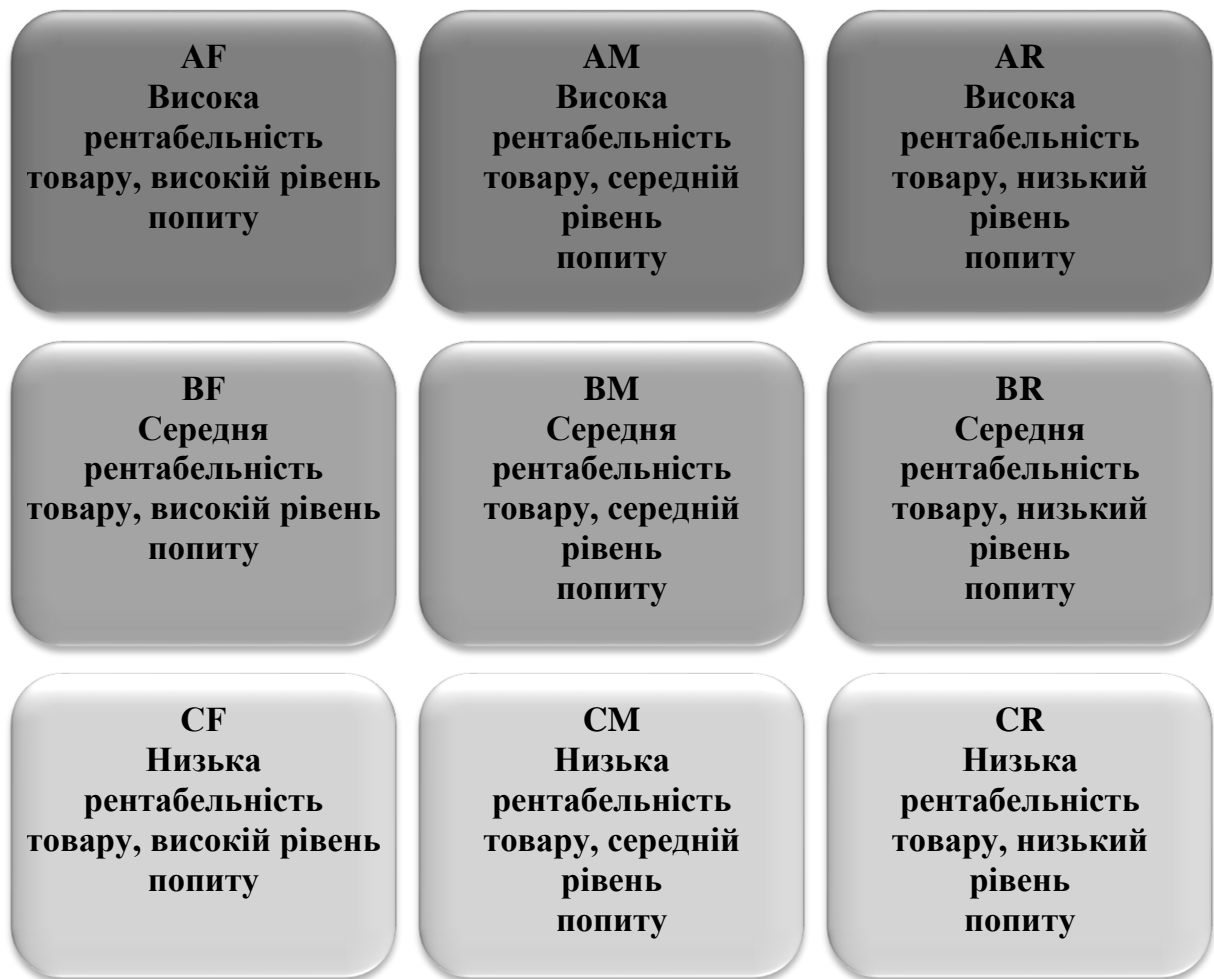 AF
Висока
рентабельність
товару, високій рівень
попиту
AM
Висока
рентабельність
товару, середній
рівень
попиту
AR
Висока
рентабельність
товару, низький
рівень
попиту
BF
Середня
рентабельність
товару, високій рівень
попиту
BM
Середня
рентабельність
товару, середній
рівень
попиту
BR
Середня
рентабельність
товару, низький
рівень
попиту
CF
Низька
рентабельність
товару, високій рівень
попиту
CM
Низька
рентабельність
товару, середній
рівень
попиту
CR
Низька
рентабельність
товару, низький
рівень
попиту